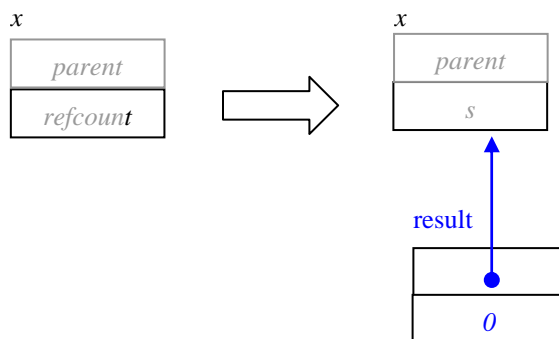 x
parent
refcount
x
parent
s
result
0